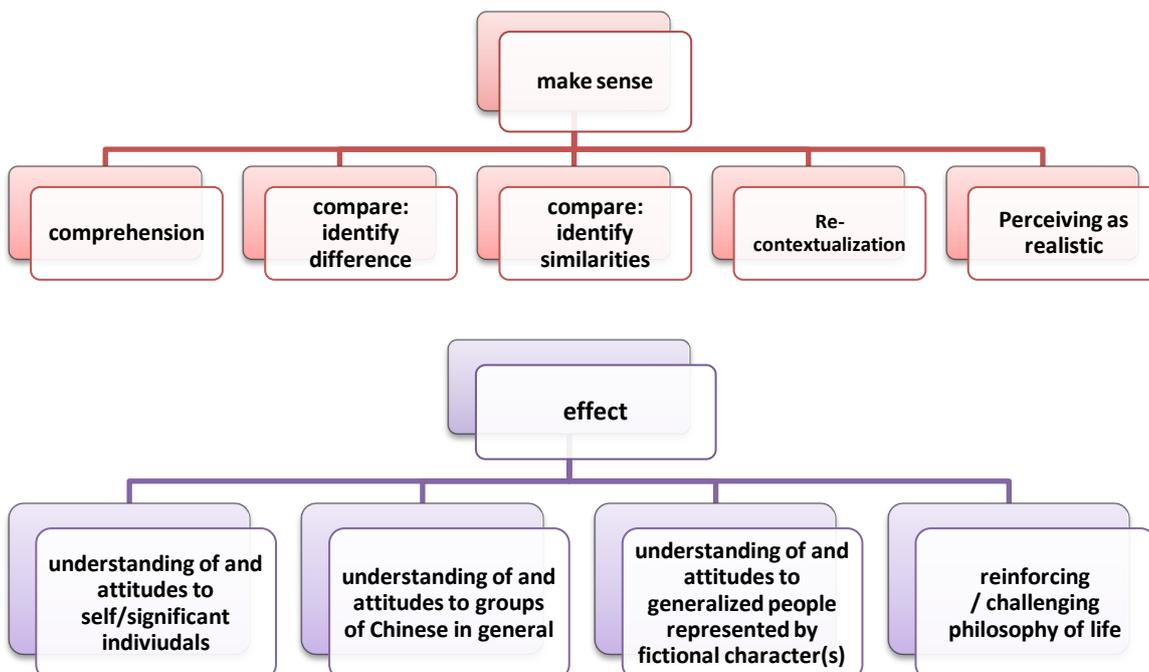 make sense
comprehension
compare:
identify
difference
compare:
identify
similarities
Re-
contextualization
Perceiving as
realistic
effect
understanding of and
attitudes to
self/significant
indiviudals
understanding of and
attitudes to groups
of Chinese in general
understanding of and
attitudes to
generalized people
represented by
fictional character(s)
reinforcing
/ challenging
philosophy of life